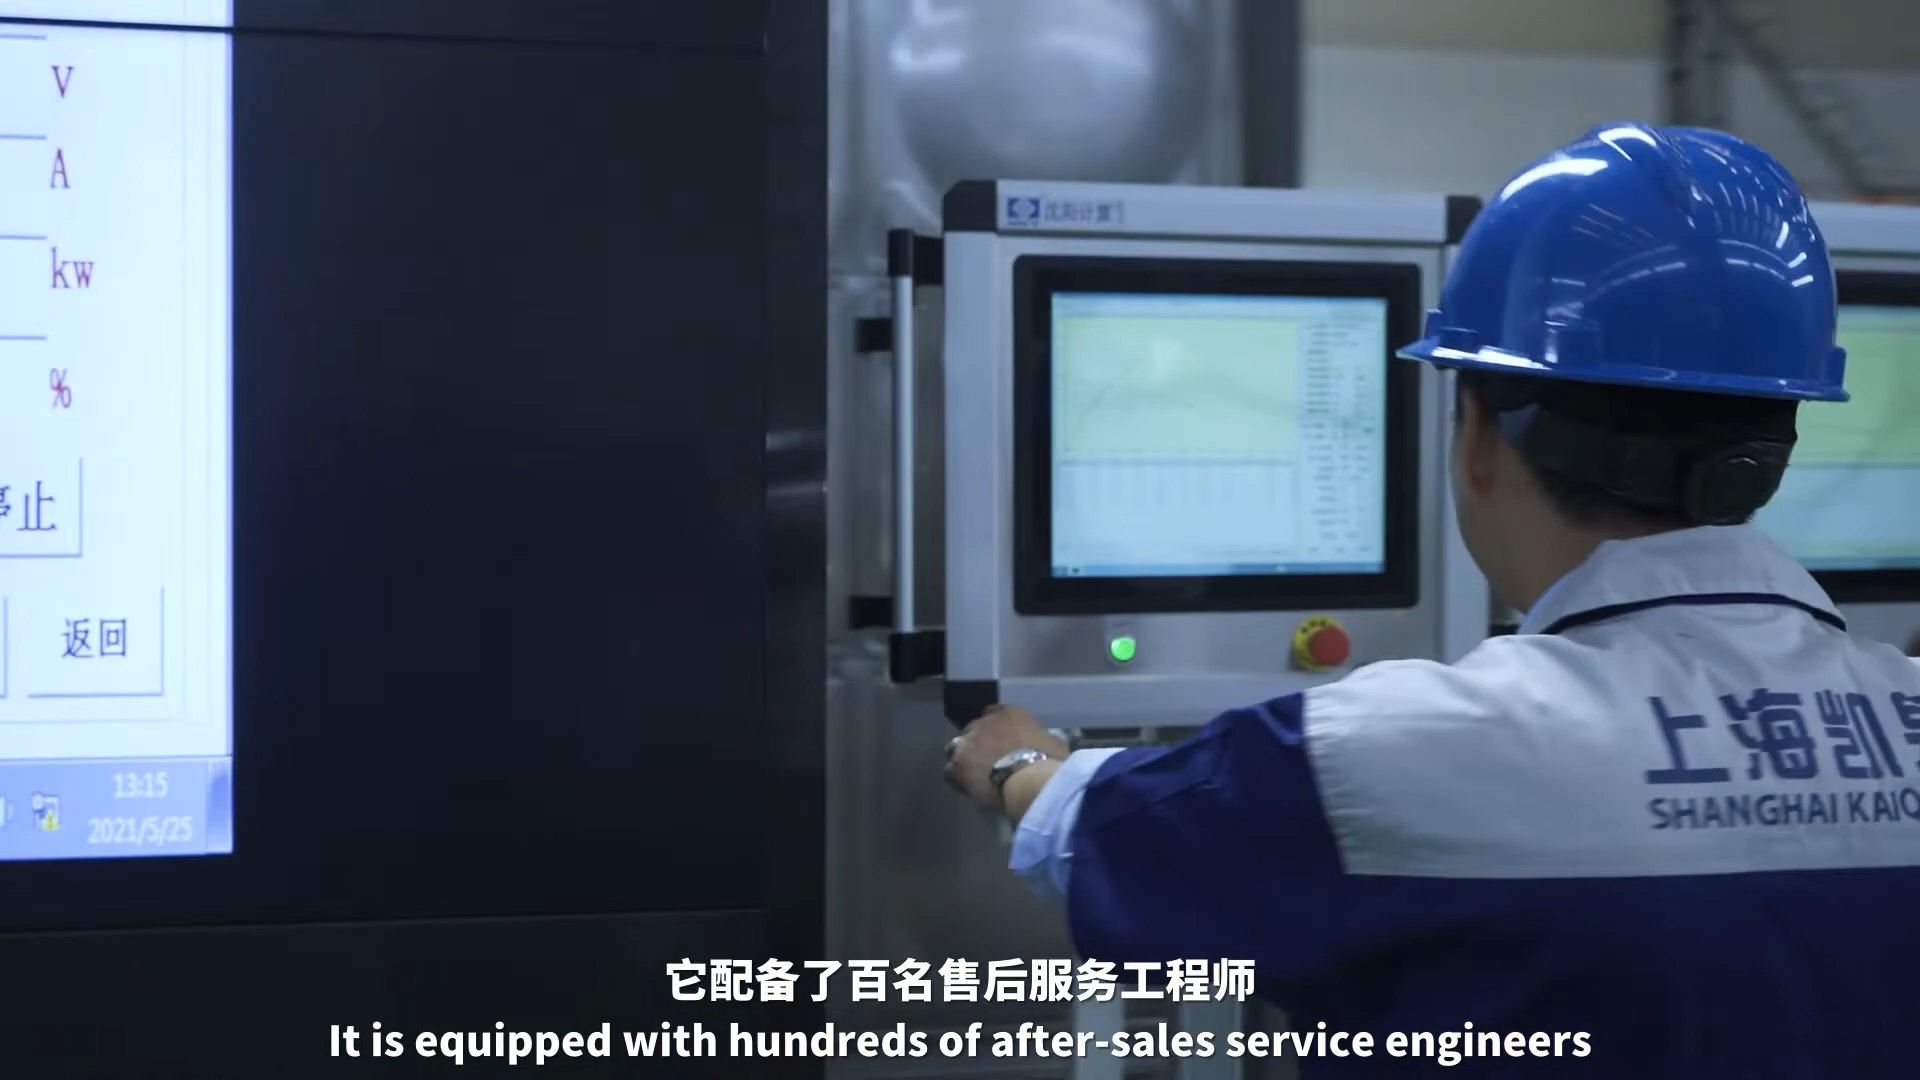 V
A
kw
%
停止
返回
13:15
2021/5/25
上海凯
SHANGHAI KAIQ
它配备了百名售后服务工程师
It is equipped with hundreds of after-sales service engineers